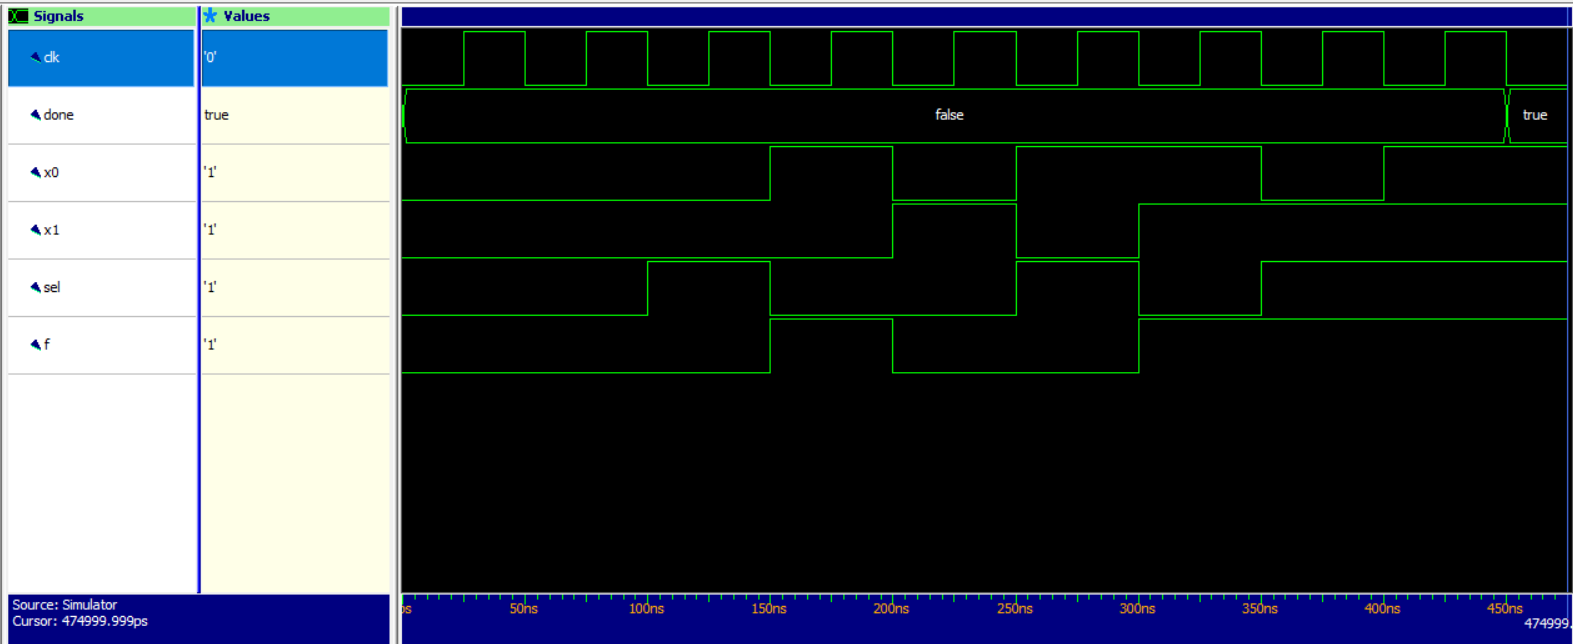 Signals Values
clk '0'
done true false true
x0 '1'
x1 '1'
sel '1'
f '1'
Source: Simulator
Cursor: 474999.999ps
ps 50ns 100ns 150ns 200ns 250ns 300ns 350ns 400ns 450ns
474999.